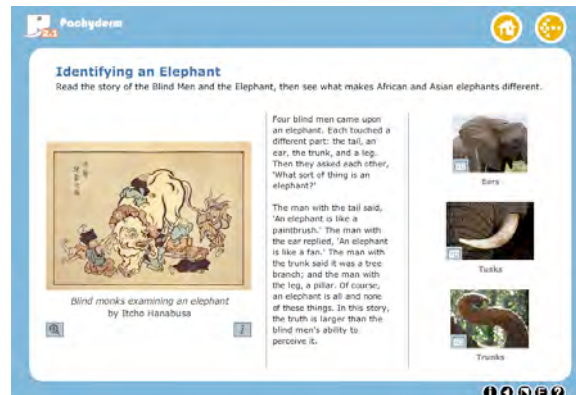 Pachyderm
2.1
Identifying an Elephant
Read the story of the Blind Men and the Elephant, then see what makes African and Asian elephants different.
Four blind men came upon
an elephant. Each touched a
different part: the tail, an
ear, the trunk, and a leg.
Then they asked each other,
'What sort of thing is an
elephant?'
The man with the tail said,
'An elephant is like a
paintbrush.' The man with
the ear replied, 'An elephant
is like a fan.' The man with
the trunk said it was a tree
branch; and the man with
the leg, a pillar. Of course,
an elephant is all and none
of these things. In this story,
the truth is larger than the
blind men's ability to
perceive it.
Blind monks examining an elephant
by Itcho Hanabusa
i
Ears
Tusks
Trunks